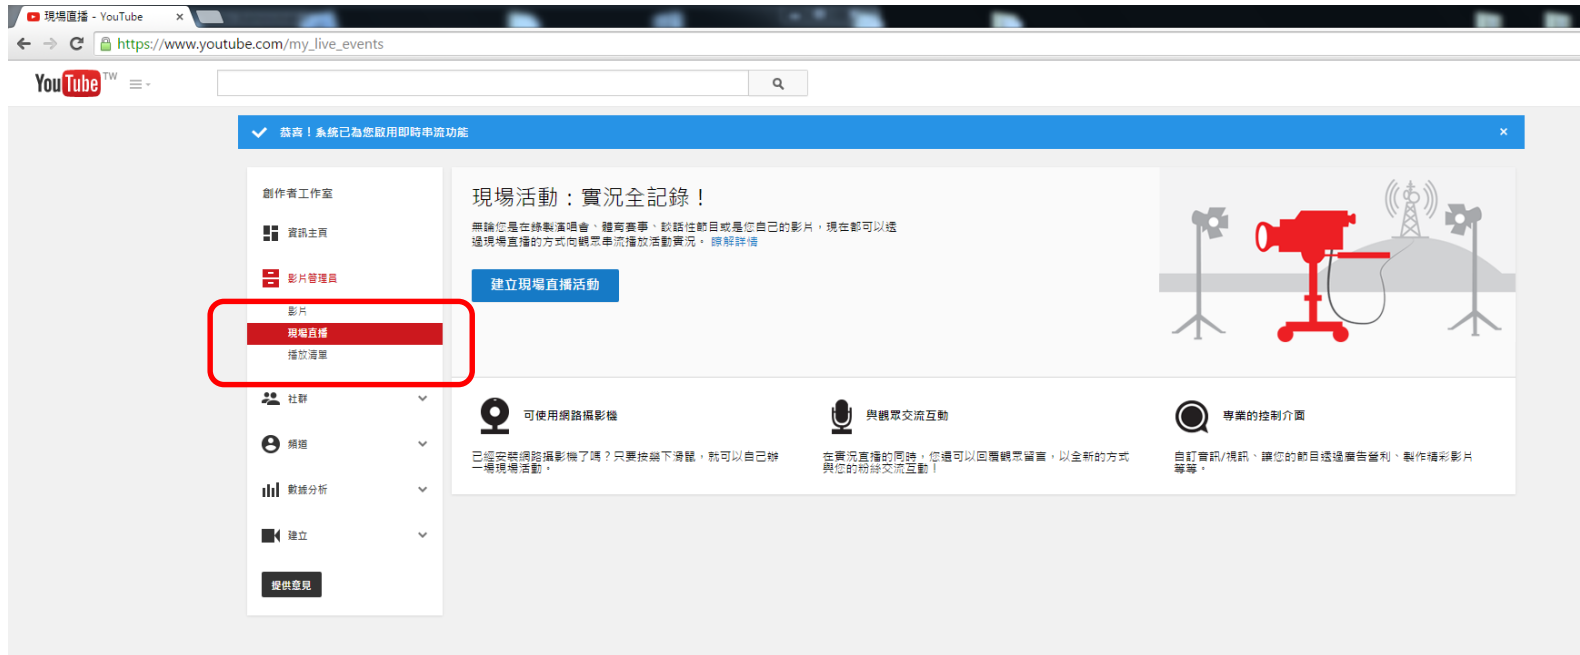 現場直播 - YouTube
https://www.youtube.com/my_live_events
YouTube TW
恭喜！系統已為您啟用即時串流功能
創作者工作室
資訊主頁
影片管理員
影片
現場直播
播放清單
社群
頻道
數據分析
建立
提供意見
現場活動：實況全記錄！
無論您是在錄製演唱會、體育賽事、談話性節目或是您自己的影片，現在都可以透
過現場直播的方式向觀眾串流播放活動實況。 瞭解詳情
建立現場直播活動
可使用網路攝影機
已經安裝網路攝影機了嗎？只要按幾下滑鼠，就可以自己辦
一場現場活動。
與觀眾交流互動
在實況直播的同時，您還可以回覆觀眾留言，以全新的方式
與您的粉絲交流互動！
專業的控制介面
自訂音訊/視訊、讓您的節目透過廣告營利、製作精彩影片
等等。